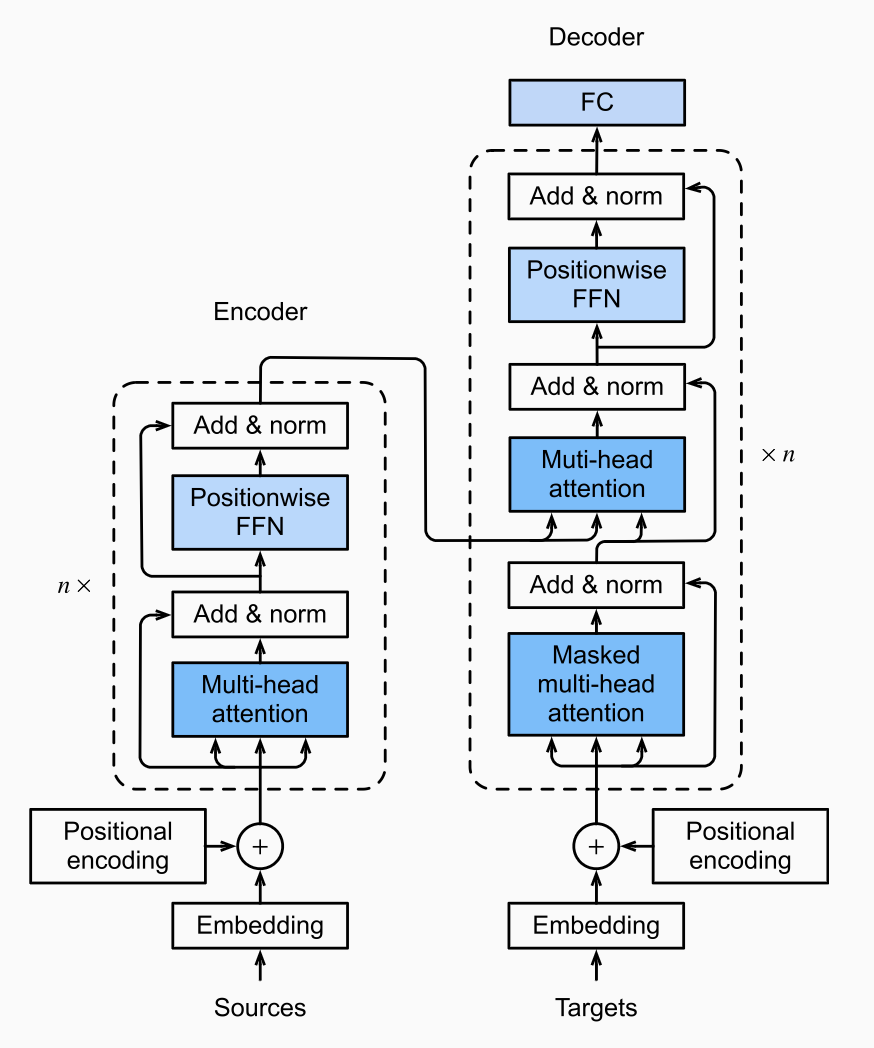 Decoder
FC
Add & norm
Positionwise
FFN
Add & norm
Muti-head
attention
Add & norm
Masked
multi-head
attention
× n
Positional
encoding
+
Embedding
Targets
Encoder
Add & norm
Positionwise
FFN
Add & norm
Multi-head
attention
n ×
Positional
encoding
+
Embedding
Sources